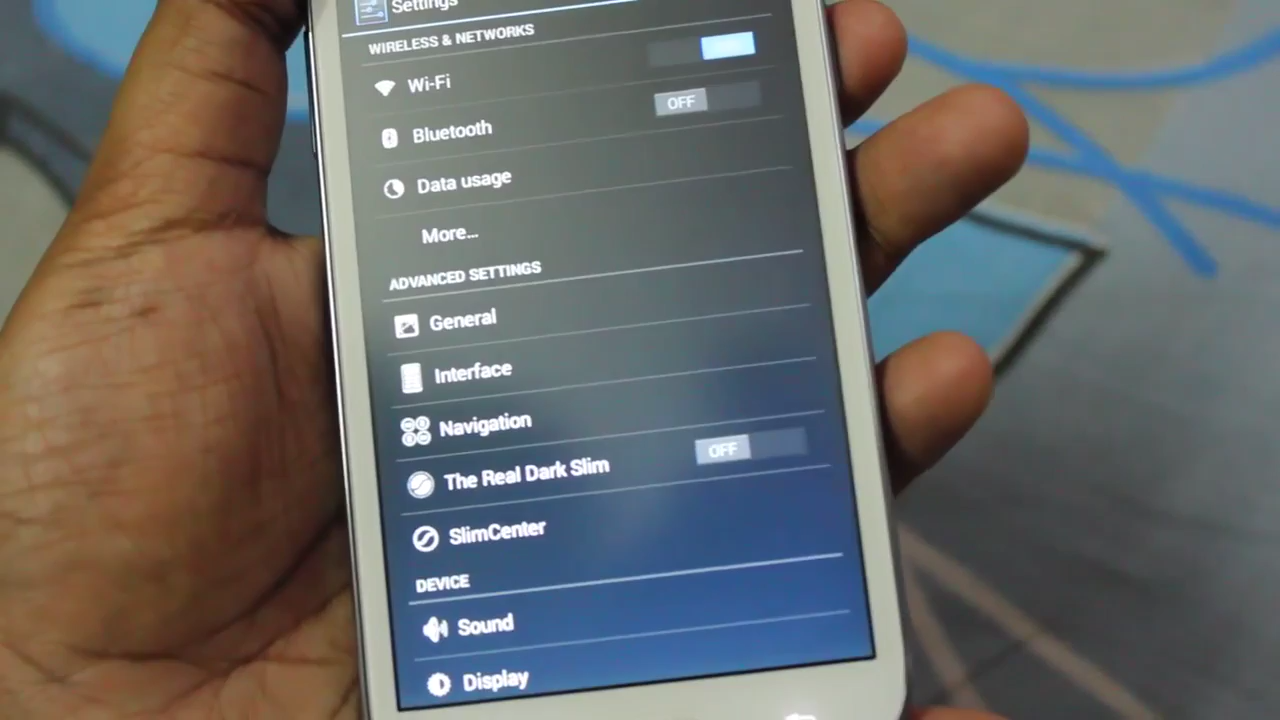 Settings
WIRELESS & NETWORKS
Wi-Fi
Bluetooth OFF
Data usage
More...
ADVANCED SETTINGS
General
Interface
Navigation
The Real Dark Slim OFF
SlimCenter
DEVICE
Sound
Display